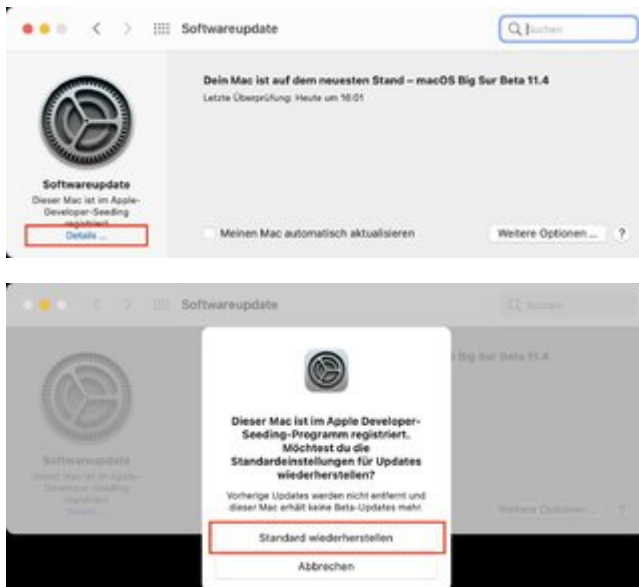 Softwareupdate
Suchen
Dein Mac ist auf dem neuesten Stand – macOS Big Sur Beta 11.4
Letzte Überprüfung: Heute um 16:01
Softwareupdate
Dieser Mac ist im Apple-
Developer-Seeding
registriert
Details ...
Meinen Mac automatisch aktualisieren
Weitere Optionen ...
?
Softwareupdate
Suchen
Big Sur Beta 11.4
Softwareupdate
Dieser Mac ist im Apple-
Developer-Seeding
registriert
Details ...
Weitere Optionen ...
?
Dieser Mac ist im Apple Developer-
Seeding-Programm registriert.
Möchtest du die
Standardeinstellungen für Updates
wiederherstellen?
Vorherige Updates werden nicht entfernt und
dieser Mac erhält keine Beta-Updates mehr.
Standard wiederherstellen
Abbrechen